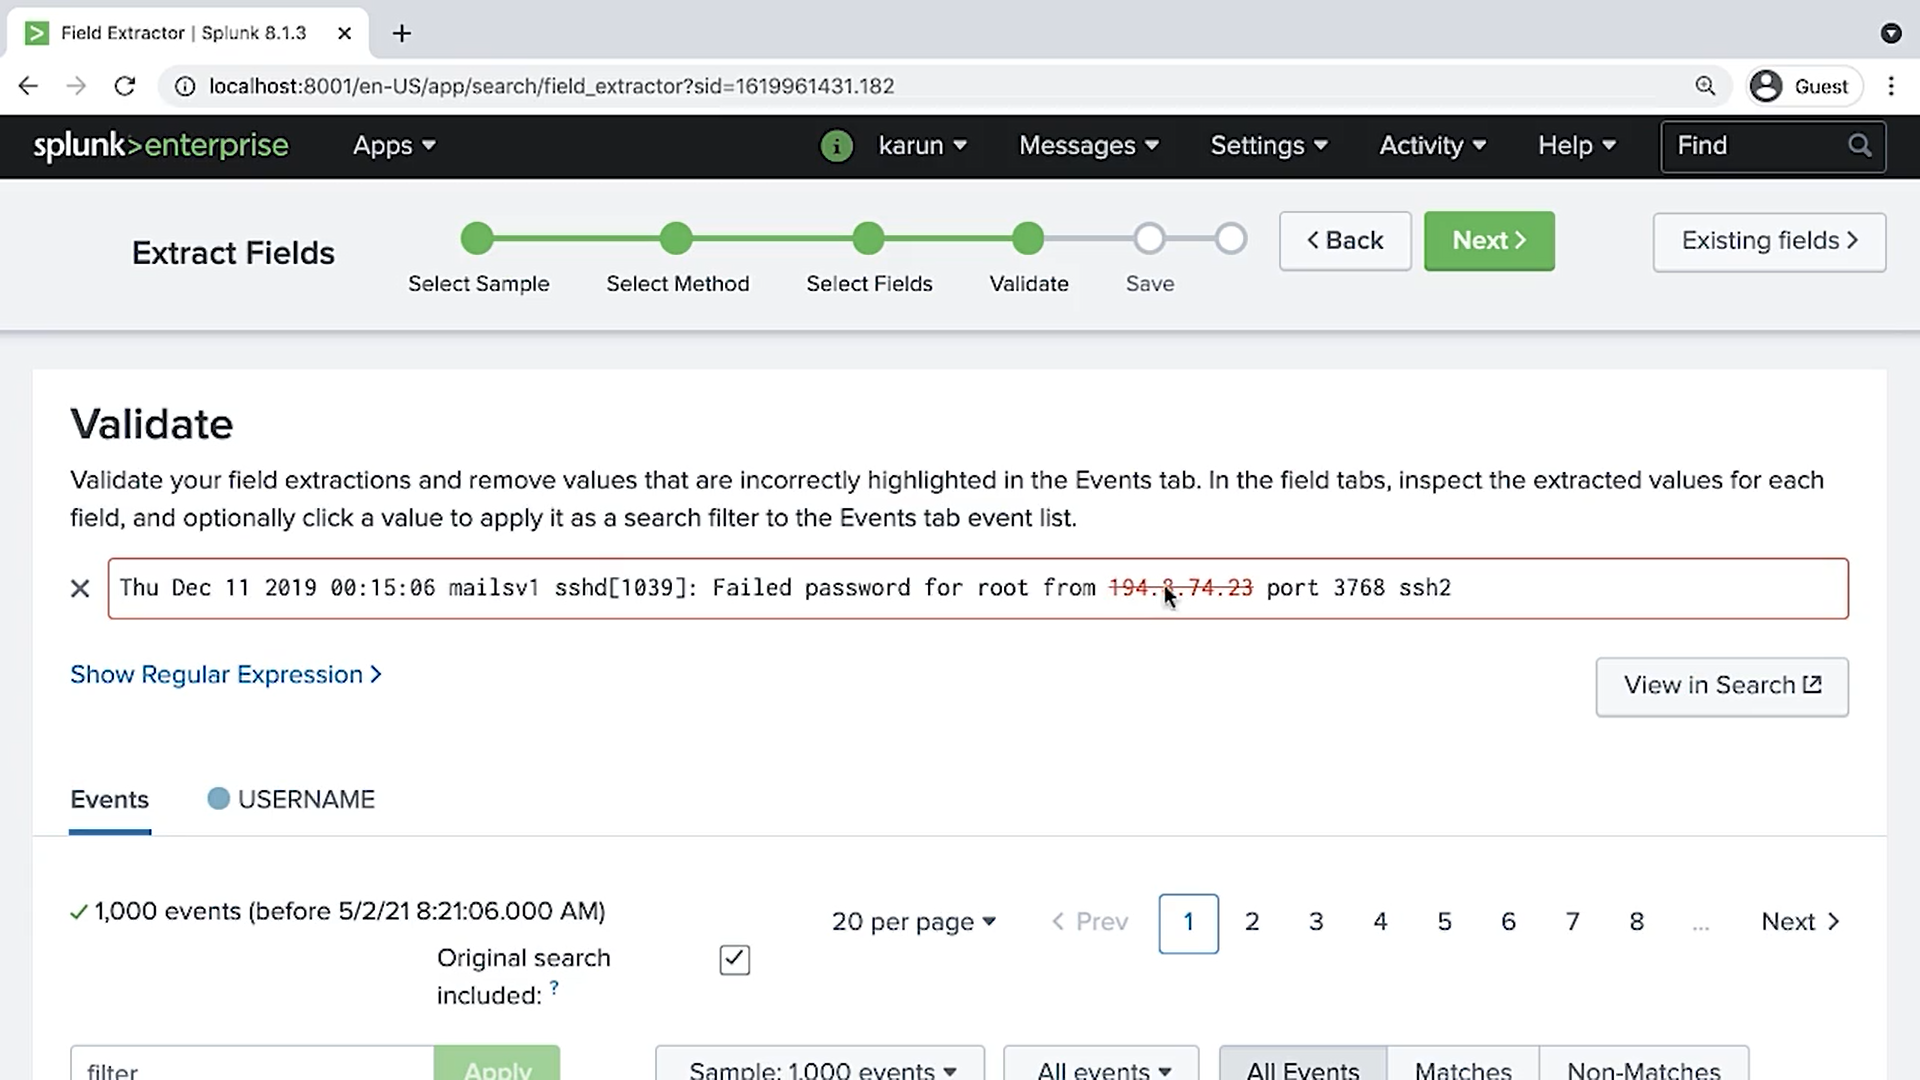 Field Extractor | Splunk 8.1.3
localhost:8001/en-US/app/search/field_extractor?sid=1619961431.182
Guest
splunk>enterprise Apps karun Messages Settings Activity Help Find
Extract Fields
Select Sample Select Method Select Fields Validate Save
< Back Next > Existing fields >
Validate
Validate your field extractions and remove values that are incorrectly highlighted in the Events tab. In the field tabs, inspect the extracted values for each
field, and optionally click a value to apply it as a search filter to the Events tab event list.
Thu Dec 11 2019 00:15:06 mailsv1 sshd[1039]: Failed password for root from 194.8.74.23 port 3768 ssh2
Show Regular Expression >
View in Search
Events USERNAME
1,000 events (before 5/2/21 8:21:06.000 AM)
20 per page < Prev 1 2 3 4 5 6 7 8 ... Next >
Original search
included: ?
filter Apply Sample: 1,000 events All events All Events Matches Non-Matches